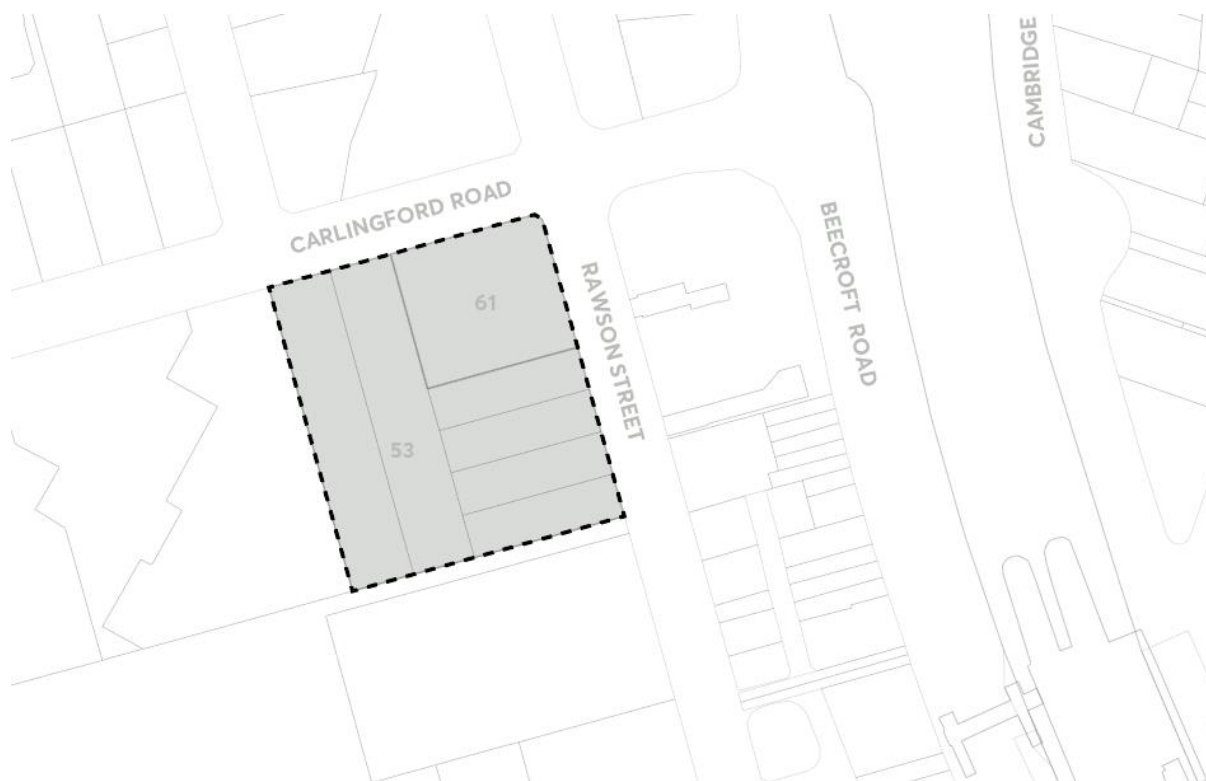 CAMBRIDGE
CARLINGFORD ROAD
BEECROFT ROAD
RAWSON STREET
61
53